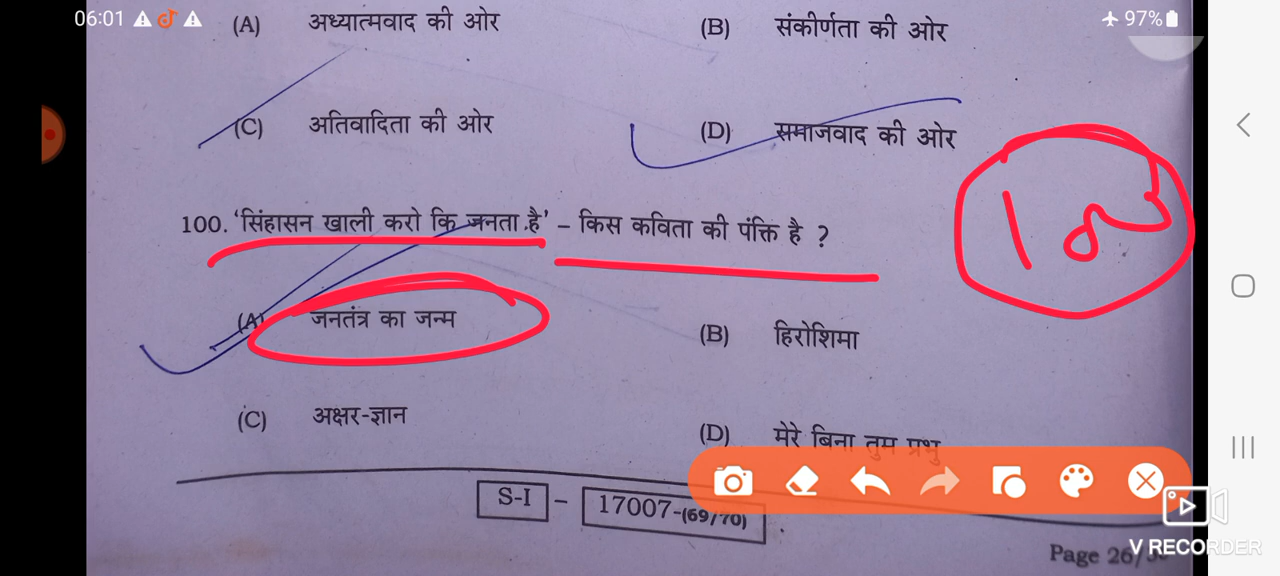 06:01
97%
(A) अध्यात्मवाद की ओर (B) संकीर्णता की ओर
(C) अतिवादिता की ओर (D) समाजवाद की ओर
100. 'सिंहासन खाली करो कि जनता है' – किस कविता की पंक्ति है ?
100
(A) जनतंत्र का जन्म (B) हिरोशिमा
(C) अक्षर-ज्ञान (D) मेरे बिना तुम प्रभु
S-I – 17007-(69/70)
Page 26/
V RECORDER